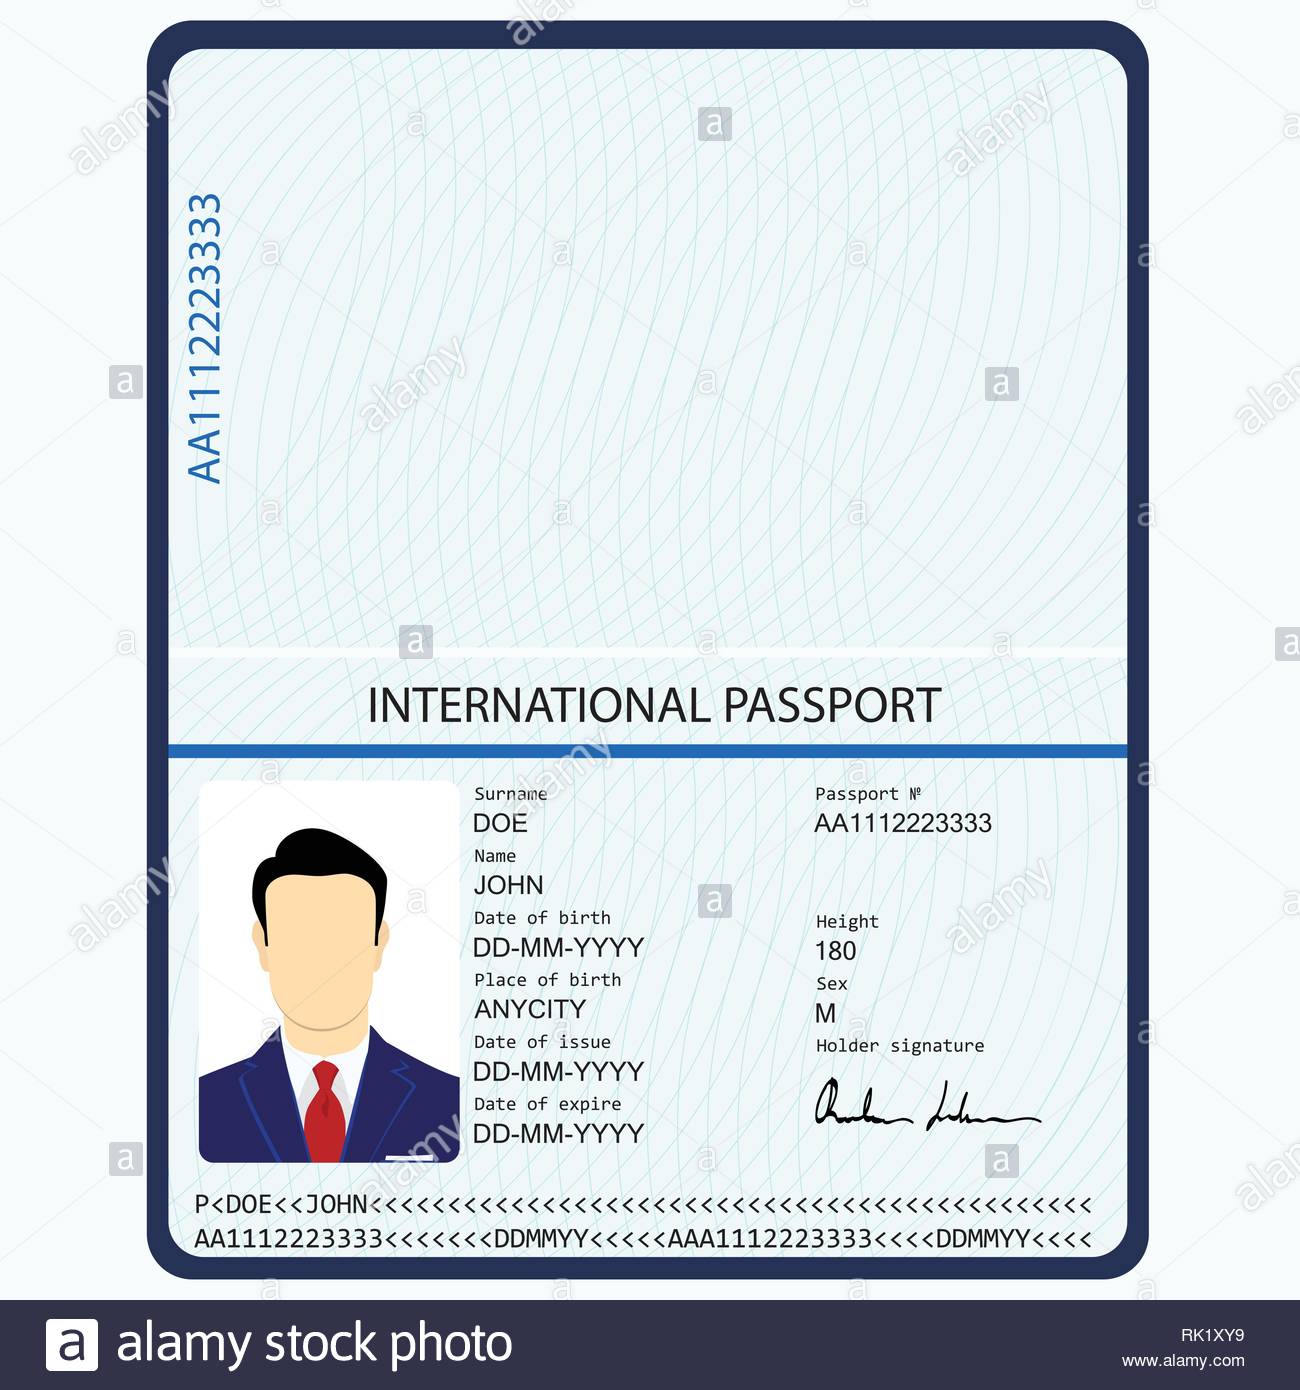 AA1112223333
INTERNATIONAL PASSPORT
Surname
DOE
Name
JOHN
Date of birth
DD-MM-YYYY
Place of birth
ANYCITY
Date of issue
DD-MM-YYYY
Date of expire
DD-MM-YYYY
Passport №
AA1112223333
Height
180
Sex
M
Holder signature
P<DOE<<JOHN<<<<<<<<<<<<<<<<<<<<<<<<<<<<<<<<<<<<<<<<<<<<<<<
AA1112223333<<<<<<<DDMMYY<<<<<AAA1112223333<<<<DDMMYY<<<<
a alamy stock photo
RK1XY9
www.alamy.com